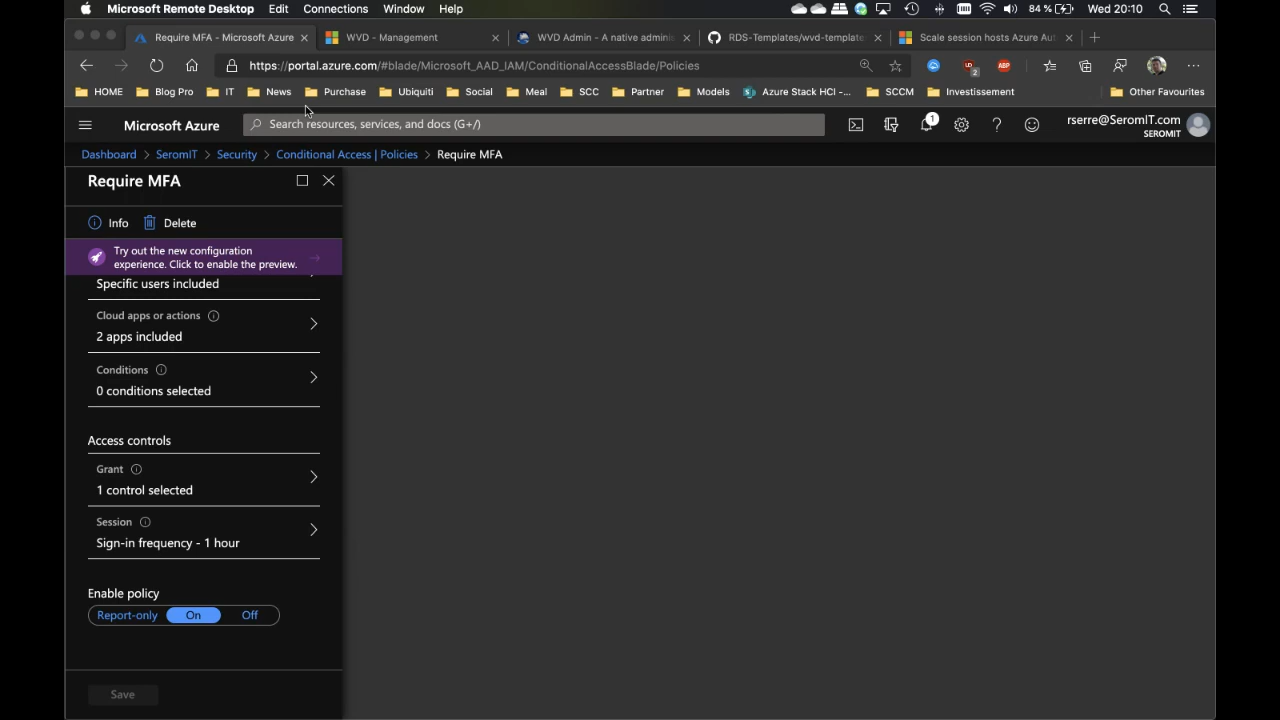 Microsoft Remote Desktop Edit Connections Window Help 84 % Wed 20:10
Require MFA - Microsoft Azure WVD - Management WVD Admin - A native admini RDS-Templates/wvd-template Scale session hosts Azure Aut
https://portal.azure.com/#blade/Microsoft_AAD_IAM/ConditionalAccessBlade/Policies 2 ABP
HOME Blog Pro IT News Purchase Ubiquiti Social Meal SCC Partner Models Azure Stack HCI -... SCCM Investissement Other Favourites
Microsoft Azure Search resources, services, and docs (G+/) 1 rserre@SeromIT.com
SEROMIT
Dashboard > SeromIT > Security > Conditional Access | Policies > Require MFA
Require MFA
Info Delete
Try out the new configuration
experience. Click to enable the preview.
Specific users included
Cloud apps or actions
2 apps included
Conditions
0 conditions selected
Access controls
Grant
1 control selected
Session
Sign-in frequency - 1 hour
Enable policy
Report-only On Off
Save